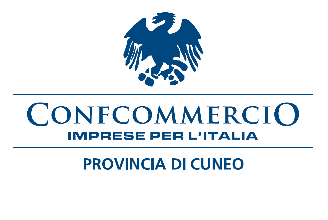 CONFCOMMERCIO
IMPRESE PER L'ITALIA
PROVINCIA DI CUNEO